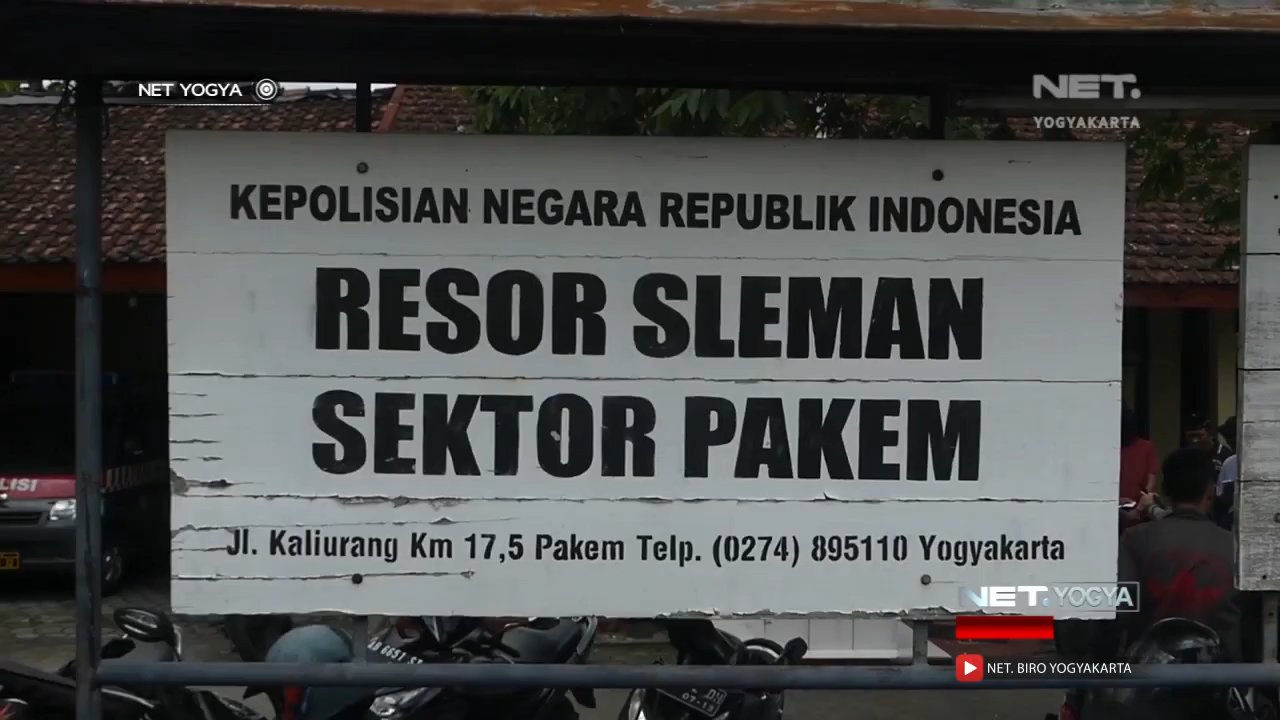 NET YOGYA
NET.
YOGYAKARTA
KEPOLISIAN NEGARA REPUBLIK INDONESIA
RESOR SLEMAN
SEKTOR PAKEM
LISI
Jl. Kaliurang Km 17,5 Pakem Telp. (0274) 895110 Yogyakarta
NET. YOGYA
NET. BIRO YOGYAKARTA